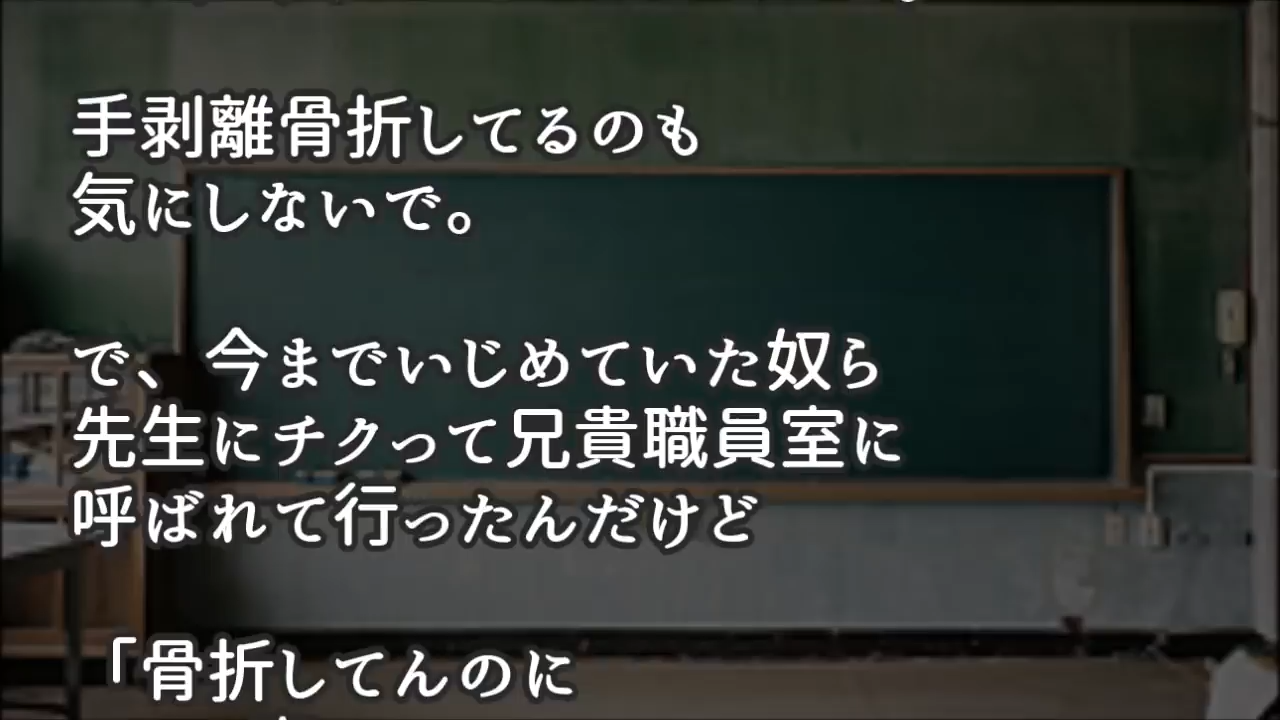 手剥離骨折してるのも
気にしないで。
で、今までいじめていた奴ら
先生にチクって兄貴職員室に
呼ばれて行ったんだけど
「骨折してんのに